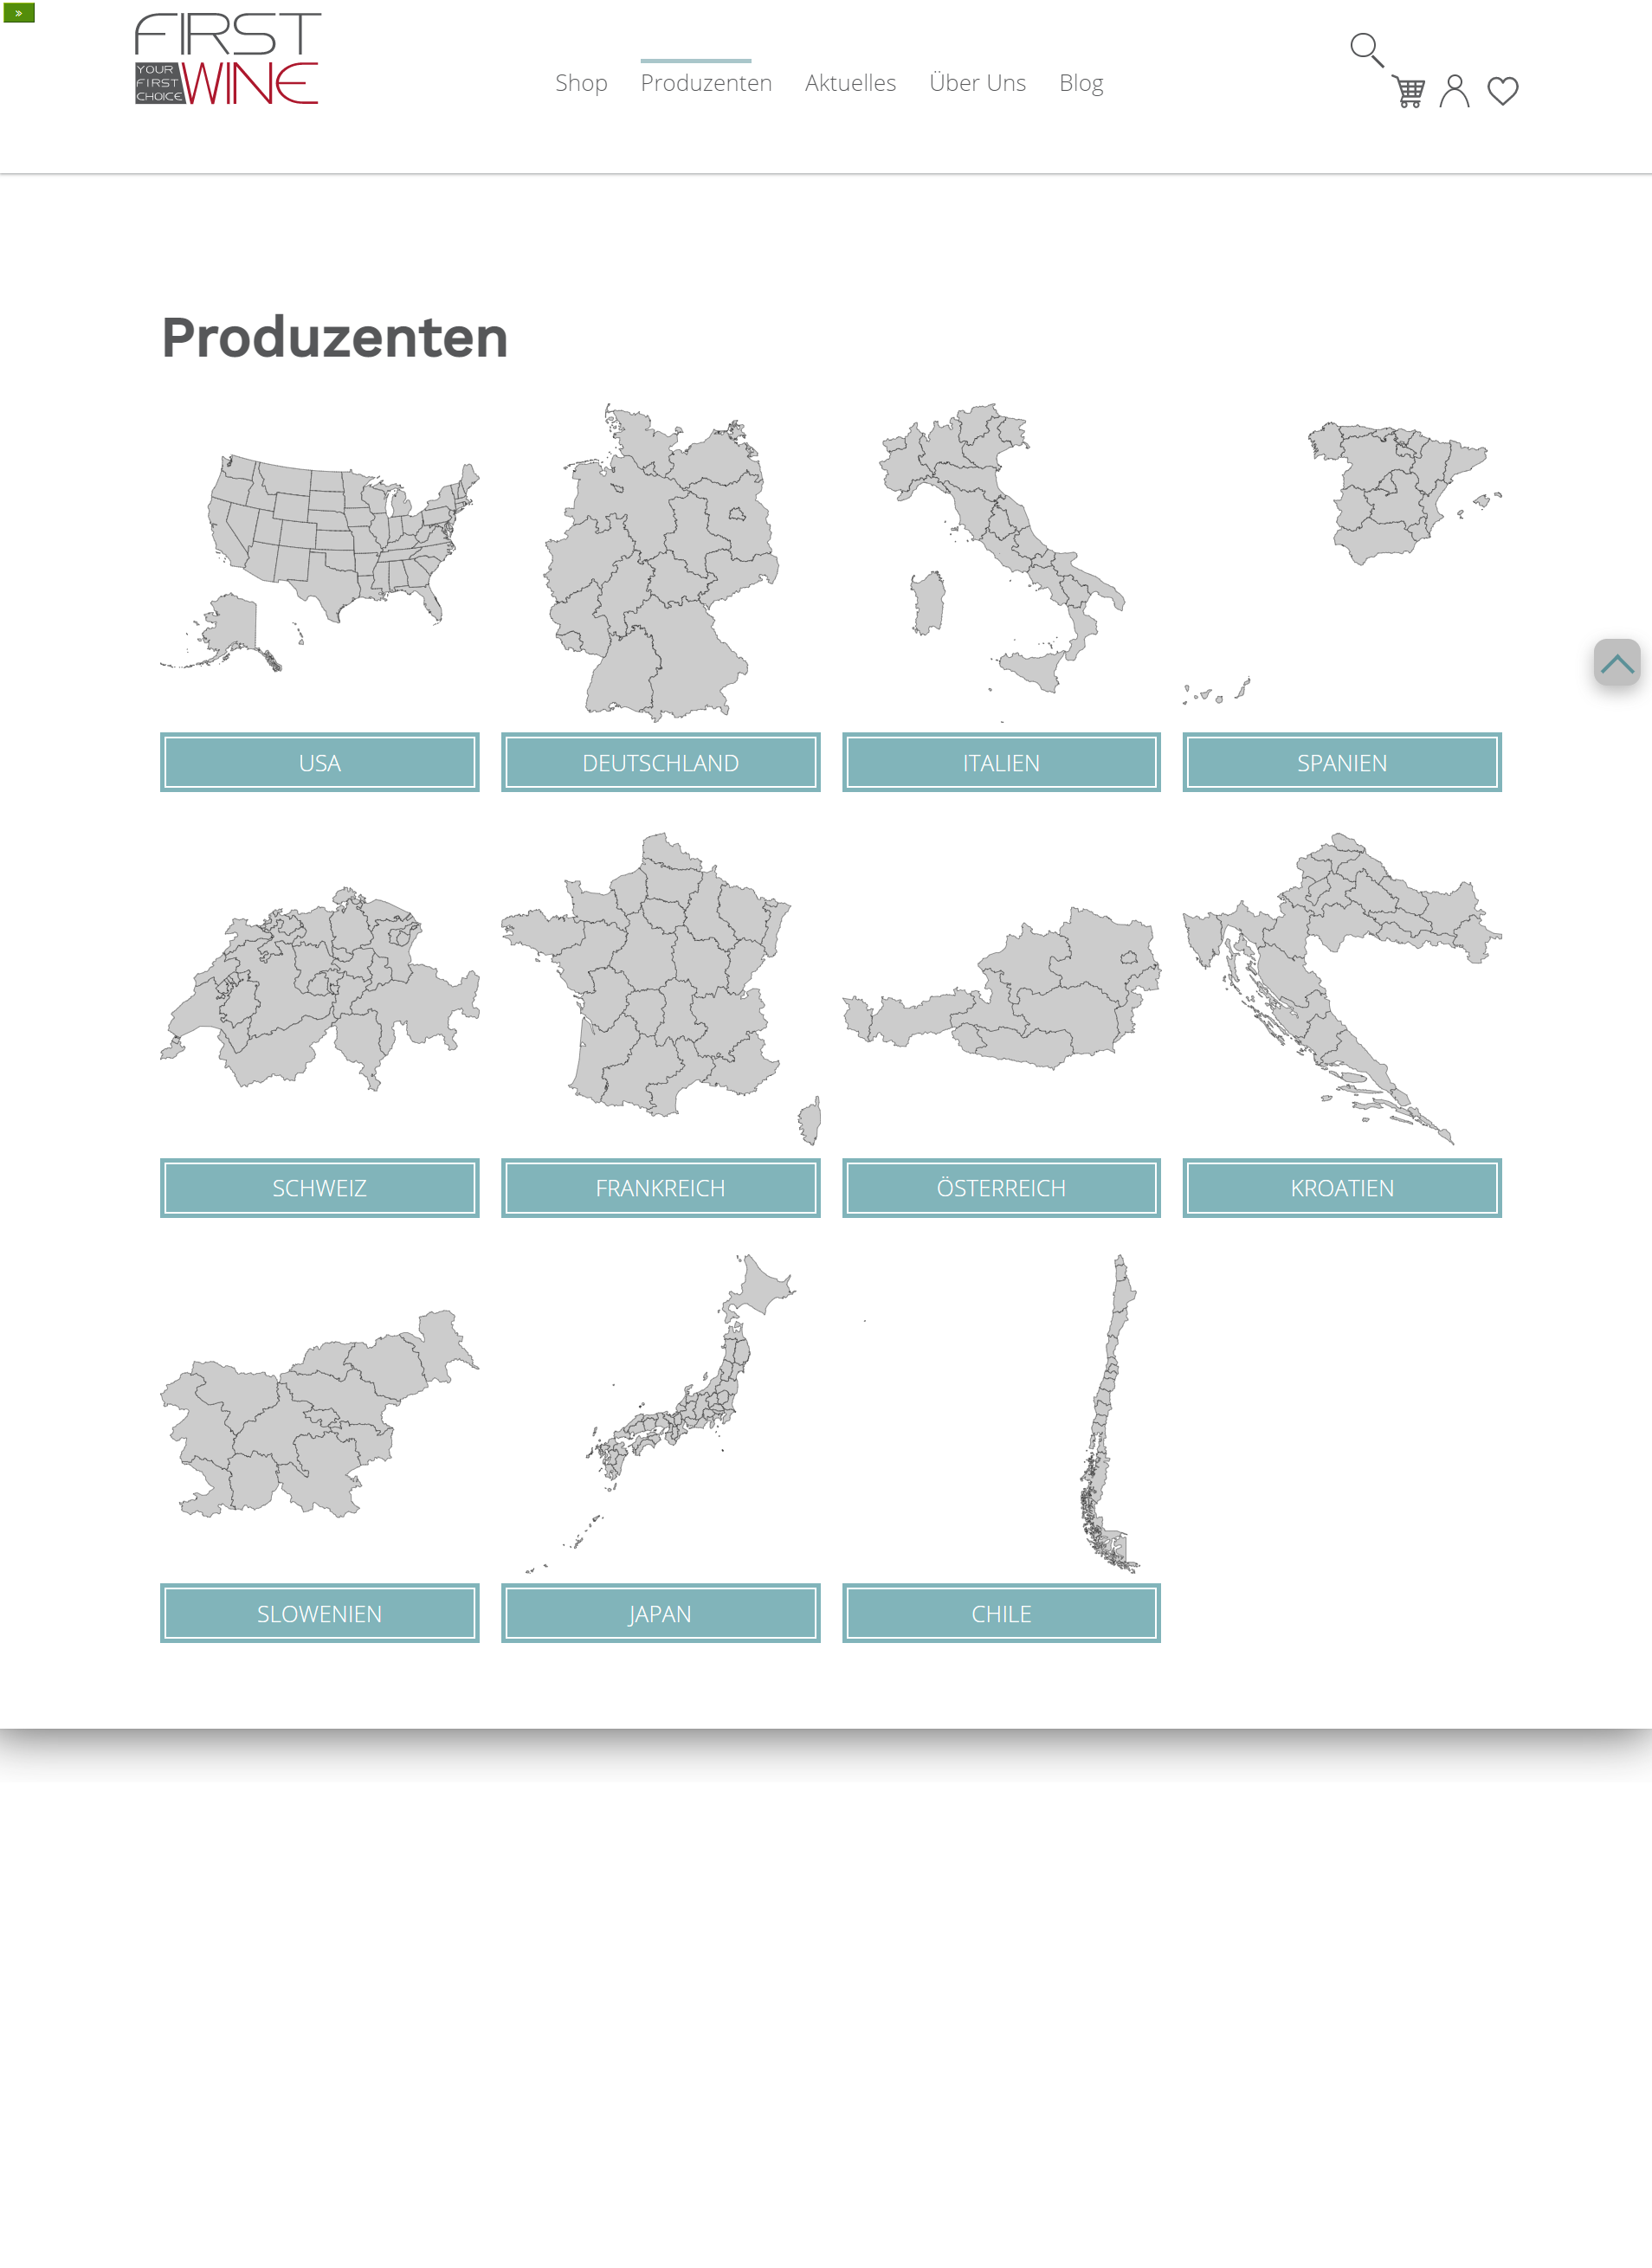 »
FIRST
YOUR
FIRST
CHOICE
WINE
Shop Produzenten Aktuelles Über Uns Blog
Produzenten
USA DEUTSCHLAND ITALIEN SPANIEN
SCHWEIZ FRANKREICH ÖSTERREICH KROATIEN
SLOWENIEN JAPAN CHILE